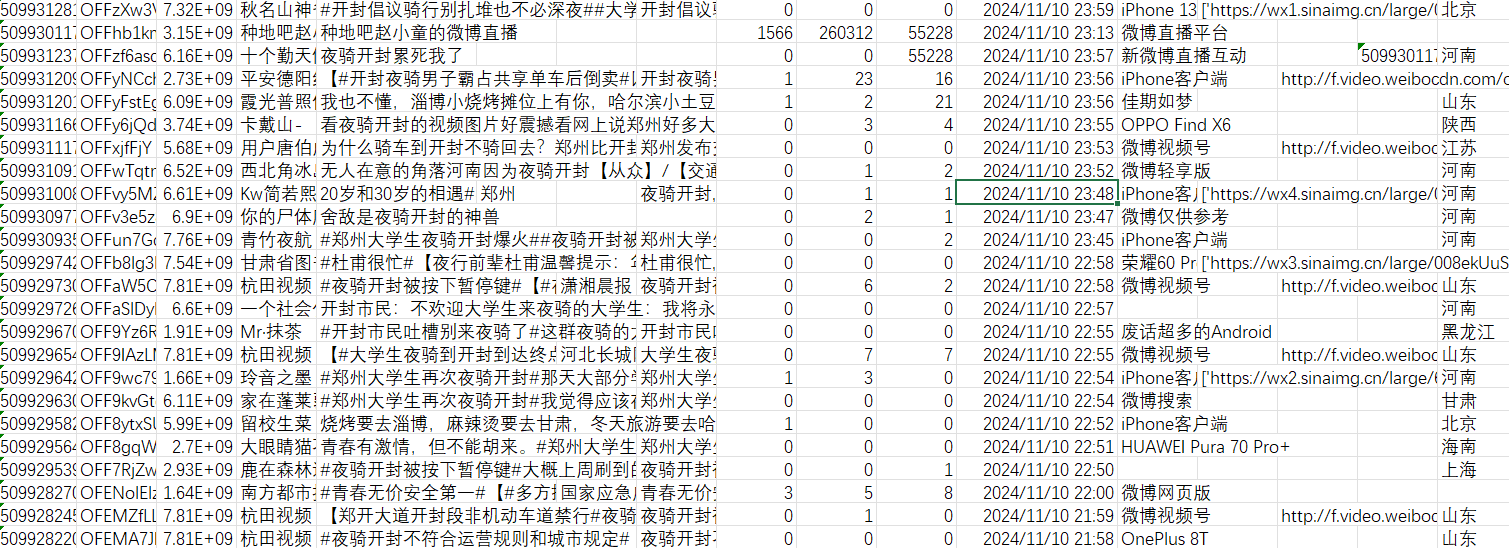 509931281 OFFzXw3V 7.32E+09 秋名山神 #开封倡议骑行别扎堆也不必深夜##大学 开封倡议 2024/11/10 23:59 iPhone 13 ['https://wx1.sinaimg.cn/large/0 北京
509930117 OFFhb1kn 3.15E+09 种地吧赵 种地吧赵小童的微博直播 1566 260312 55228 2024/11/10 23:13 微博直播平台
509931237 OFFzf6asc 6.16E+09 十个勤天 夜骑开封累死我了 0 0 55228 2024/11/10 23:57 新微博直播互动 509930117 河南
509931209 OFFyNCcl 2.73E+09 平安德阳 【#开封夜骑男子霸占共享单车后倒卖# 开封夜骑 1 23 16 2024/11/10 23:56 iPhone客户端 http://f.video.weibocdn.com/o
509931201 OFFyFstEg 6.09E+09 霞光普照 我也不懂，淄博小烧烤摊位上有你，哈尔滨小土豆 1 2 21 2024/11/10 23:56 佳期如梦 山东
509931166 OFFy6jQd 3.74E+09 卡戴山- 看夜骑开封的视频图片好震撼看网上说郑州好多大 0 3 4 2024/11/10 23:55 OPPO Find X6 陕西
509931117 OFFxjfFjY 5.68E+09 用户唐伯 为什么骑车到开封不骑回去？郑州比开封 郑州发布 0 0 0 2024/11/10 23:53 微博视频号 http://f.video.weiboc 江苏
509931091 OFFwTqtr 6.52E+09 西北角冰 无人在意的角落河南因为夜骑开封【从众】/【交通 0 1 2 2024/11/10 23:52 微博轻享版 河南
509931008 OFFvy5MZ 6.61E+09 Kw简若熙 20岁和30岁的相遇# 郑州 夜骑开封, 0 1 1 2024/11/10 23:48 iPhone客户 ['https://wx4.sinaimg.cn/large/0 河南
509930977 OFFv3e5z 6.9E+09 你的尸体 舍敌是夜骑开封的神兽 0 2 1 2024/11/10 23:47 微博仅供参考 河南
509930935 OFFun7Go 7.76E+09 青竹夜航 #郑州大学生夜骑开封爆火##夜骑开封被 郑州大学生 0 0 2 2024/11/10 23:45 iPhone客户端 河南
509929742 OFFb8lg3 7.54E+09 甘肃省图 #杜甫很忙#【夜行前辈杜甫温馨提示： 杜甫很忙, 0 0 0 2024/11/10 22:58 荣耀60 Pr ['https://wx3.sinaimg.cn/large/008ekUuS
509929730 OFFaW5C 7.81E+09 杭田视频 #夜骑开封被按下暂停键#【# 潇湘晨报 夜骑开封被 0 6 2 2024/11/10 22:58 微博视频号 http://f.video.weiboc 山东
509929726 OFFaSlDy 6.6E+09 一个社会 开封市民：不欢迎大学生来夜骑的大学生：我将永 0 0 0 2024/11/10 22:57 河南
509929670 OFF9Yz6R 1.91E+09 Mr·抹茶 #开封市民吐槽别来夜骑了#这群夜骑的大 开封市民 0 0 0 2024/11/10 22:55 废话超多的Android 黑龙江
509929654 OFF9IAzLM 7.81E+09 杭田视频 【#大学生夜骑到开封到达终点 河北长城 大学生夜 0 7 7 2024/11/10 22:55 微博视频号 http://f.video.weiboc 山东
509929642 OFF9wc79 1.66E+09 玲音之墨 #郑州大学生再次夜骑开封#那天大部分学 郑州大学生 1 3 0 2024/11/10 22:54 iPhone客户 ['https://wx2.sinaimg.cn/large/6 河南
509929630 OFF9kvGt 6.11E+09 家在蓬莱 #郑州大学生再次夜骑开封#我觉得应该 郑州大学生 0 0 0 2024/11/10 22:54 微博搜索 甘肃
509929582 OFF8ytxSU 5.99E+09 留校生菜 烧烤要去淄博，麻辣烫要去甘肃，冬天旅游要去哈 1 0 0 2024/11/10 22:52 iPhone客户端 北京
509929564 OFF8gqW 2.7E+09 大眼睛猫 青春有激情，但不能胡来。#郑州大学生 郑州大学生 0 0 0 2024/11/10 22:51 HUAWEI Pura 70 Pro+ 海南
509929539 OFF7RjZw 2.93E+09 鹿在森林 #夜骑开封被按下暂停键#大概上周刷到的 夜骑开封被 0 0 1 2024/11/10 22:50 上海
509928270 OFENolElz 1.64E+09 南方都市 #青春无价安全第一#【#多方 国家应急 青春无价 3 5 8 2024/11/10 22:00 微博网页版
509928245 OFEMZfLL 7.81E+09 杭田视频 【郑开大道开封段非机动车道禁行#夜骑 夜骑开封被 0 1 0 2024/11/10 21:59 微博视频号 http://f.video.weiboc 山东
509928220 OFEMA7Jl 7.81E+09 杭田视频 #夜骑开封不符合运营规则和城市规定# 夜骑开封不 0 0 0 2024/11/10 21:58 OnePlus 8T 山东